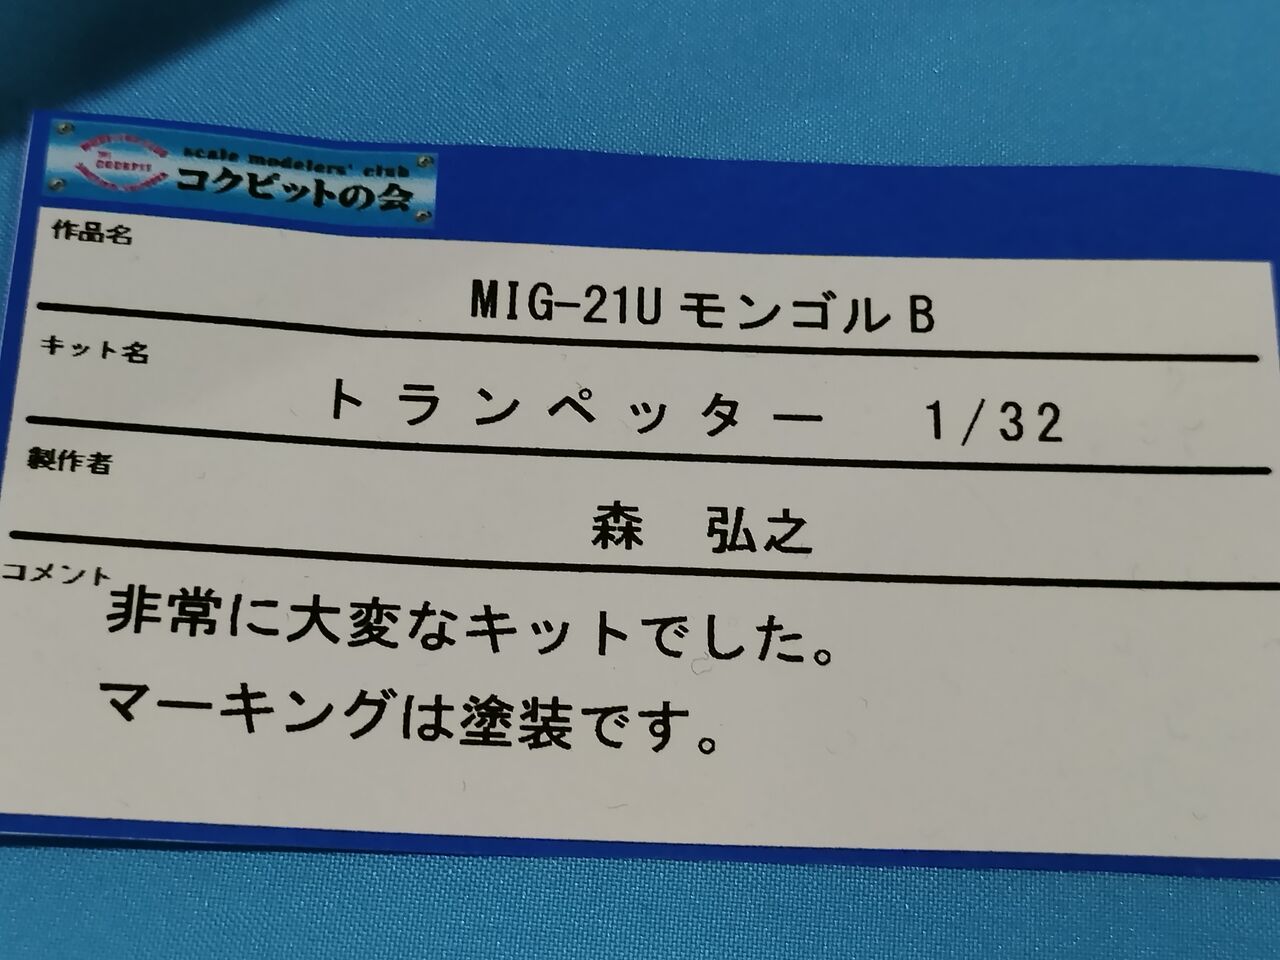 scale modelers' club
コクピットの会
作品名
MIG-21U モンゴル B
キット名
トランペッター 1/32
製作者
森 弘之
コメント
非常に大変なキットでした。
マーキングは塗装です。